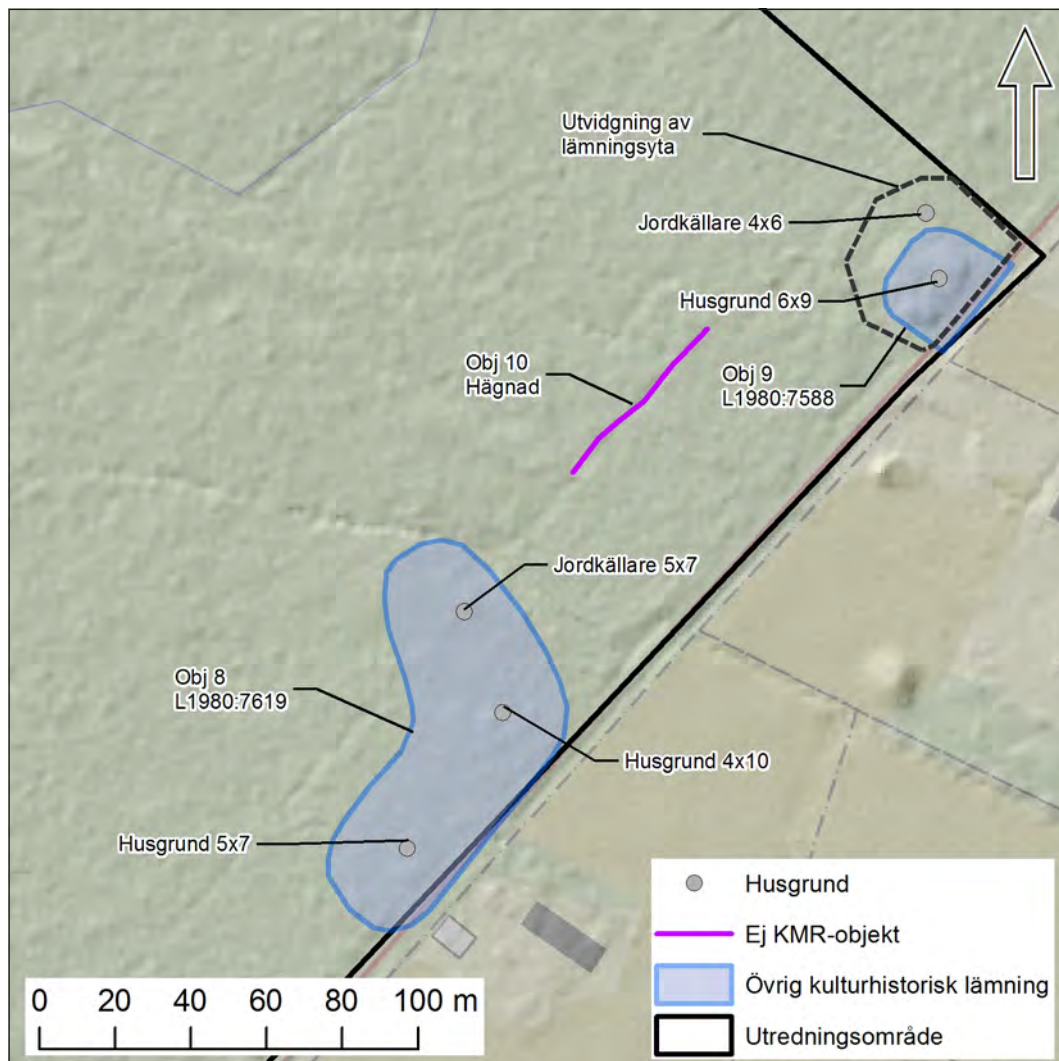 Utvidgning av
lämningsyta
Jordkällare 4x6
Husgrund 6x9
Obj 10
Hägnad
Obj 9
L1980:7588
Jordkällare 5x7
Obj 8
L1980:7619
Husgrund 4x10
Husgrund 5x7
Husgrund
Ej KMR-objekt
Övrig kulturhistorisk lämning
Utredningsområde
0 20 40 60 80 100 m